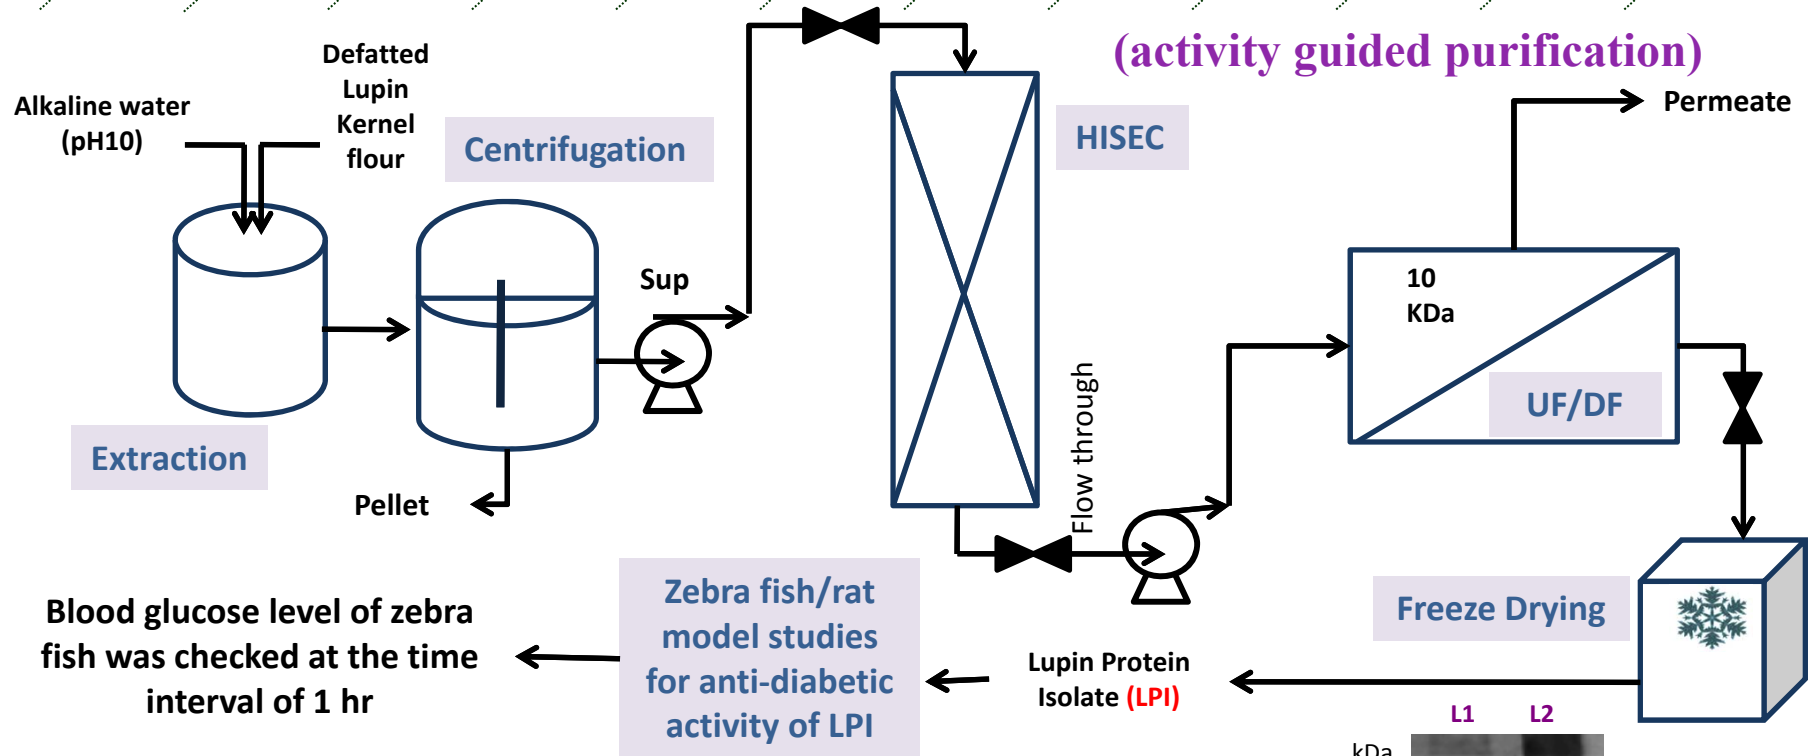 (activity guided purification)
Alkaline water
(pH10)
Defatted
Lupin
Kernel
flour
Centrifugation
HISEC
Permeate
Sup
10
KDa
UF/DF
Extraction
Pellet
Flow through
Freeze Drying
Blood glucose level of zebra
fish was checked at the time
interval of 1 hr
Zebra fish/rat
model studies
for anti-diabetic
activity of LPI
Lupin Protein
Isolate (LPI)
L1 L2
kDa